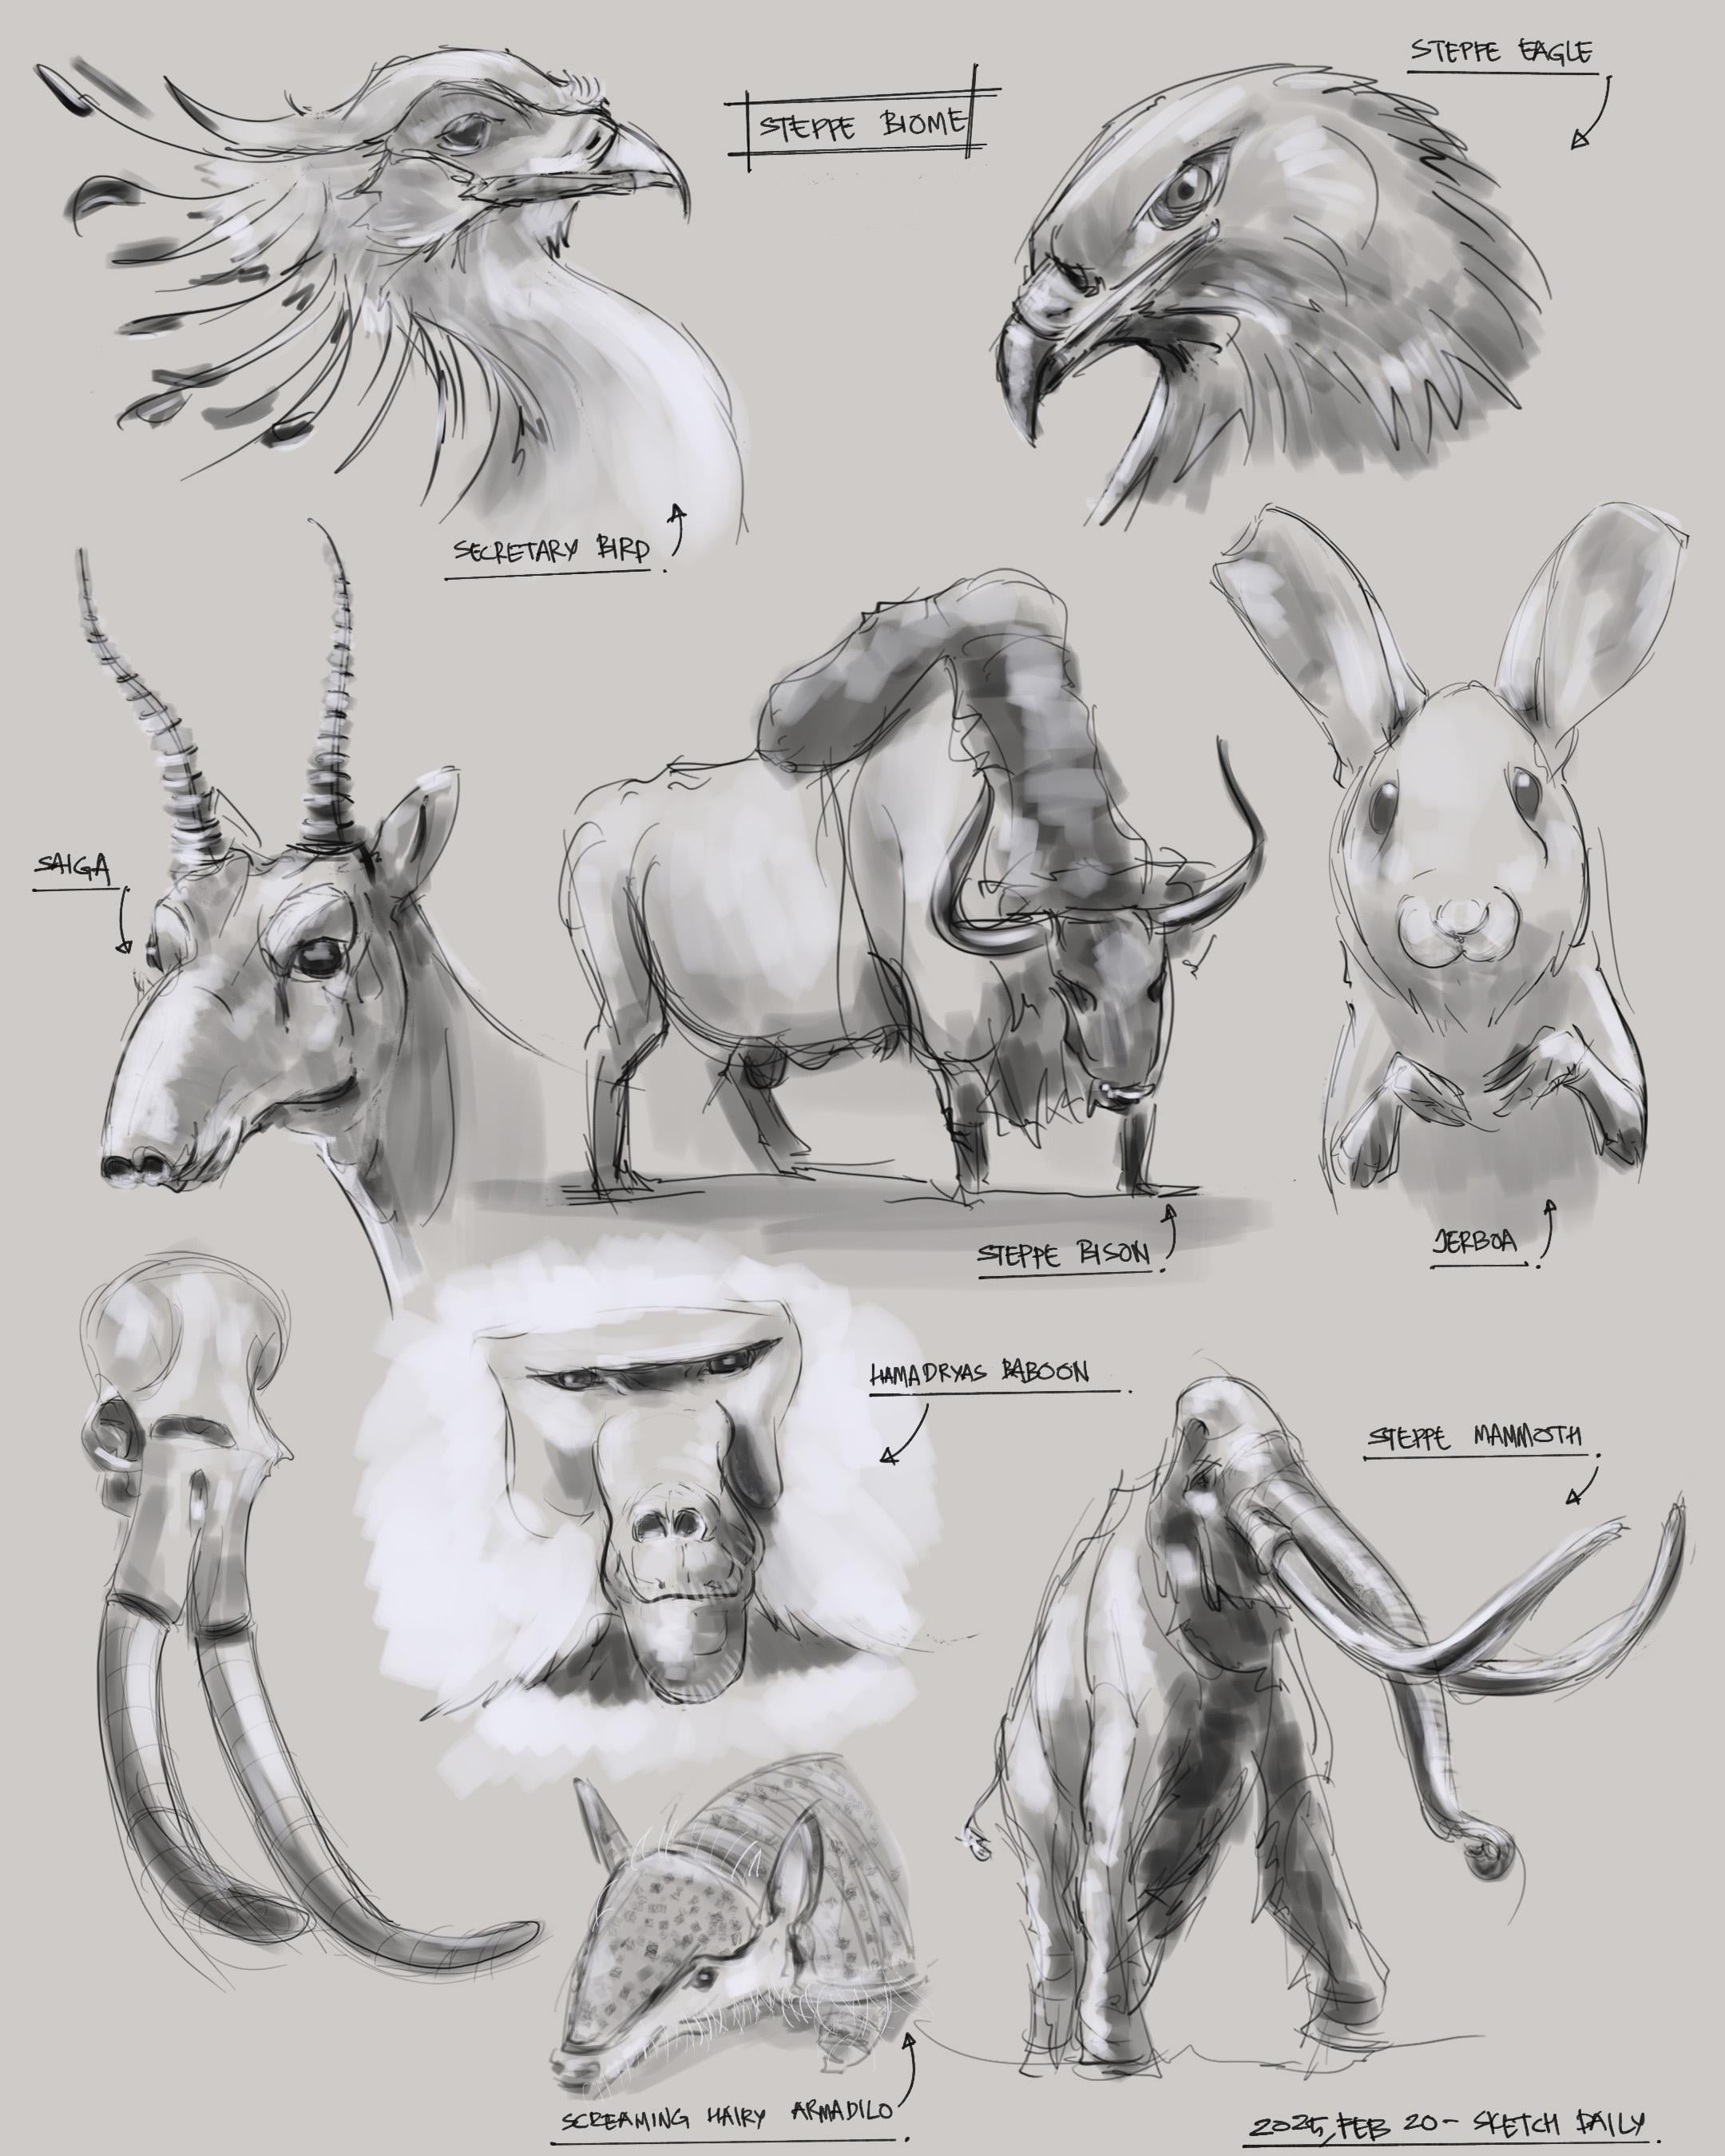 STEPPE EAGLE
STEPPE BIOME
SECRETARY BIRD.
SAIGA
STEPPE BISON.
JERBOA.
HAMADRYAS BABOON.
STEPPE MAMMOTH.
SCREAMING HAIRY ARMADILO.
2025, FEB 20 - SKETCH DAILY.